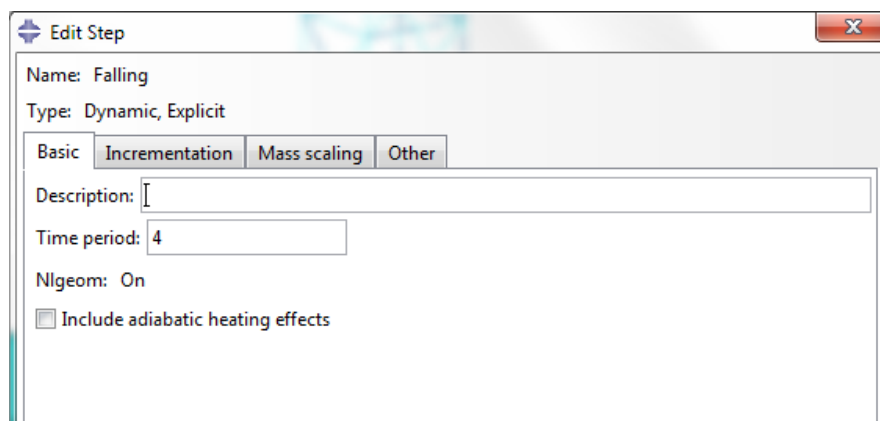 Edit Step
Name: Falling
Type: Dynamic, Explicit
Basic Incrementation Mass scaling Other
Description:
Time period: 4
Nlgeom: On
Include adiabatic heating effects